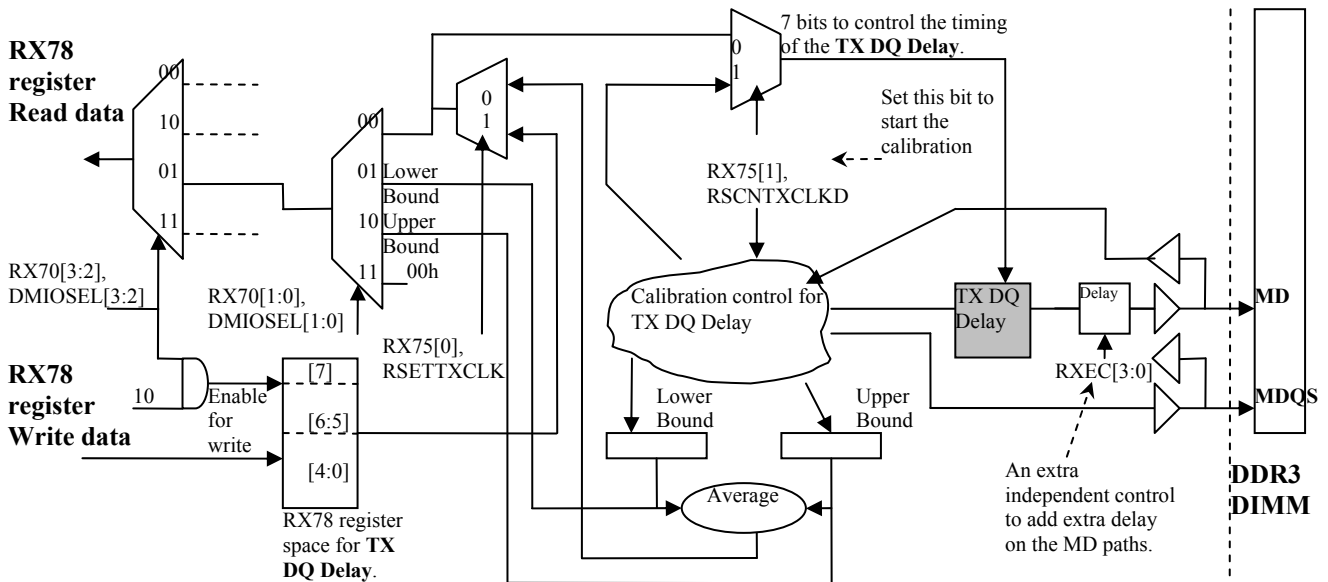 RX78
register
Read data
00
10
01
11
RX70[3:2],
DMIOSEL[3:2]
RX70[1:0],
DMIOSEL[1:0]
00
01
10
11
Lower
Bound
Upper
Bound
00h
0
1
RX75[0],
RSETTXCLK
0
1
7 bits to control the timing
of the TX DQ Delay.
Set this bit to
start the
calibration
RX75[1],
RSCNTXCLKD
Calibration control for
TX DQ Delay
TX DQ
Delay
Delay
RXEC[3:0]
MD
MDQS
DDR3
DIMM
An extra
independent control
to add extra delay
on the MD paths.
Lower
Bound
Upper
Bound
Average
RX78
register
Write data
10
Enable
for
write
[7]
[6:5]
[4:0]
RX78 register
space for TX
DQ Delay.